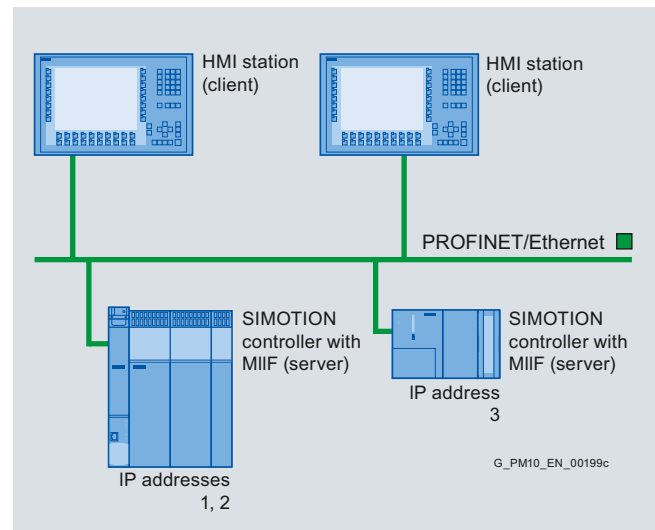 HMI station
(client)
HMI station
(client)
PROFINET/Ethernet
SIMOTION
controller with
MIIF (server)
SIMOTION
controller with
MIIF (server)
IP address
3
G_PM10_EN_00199c
IP addresses
1, 2